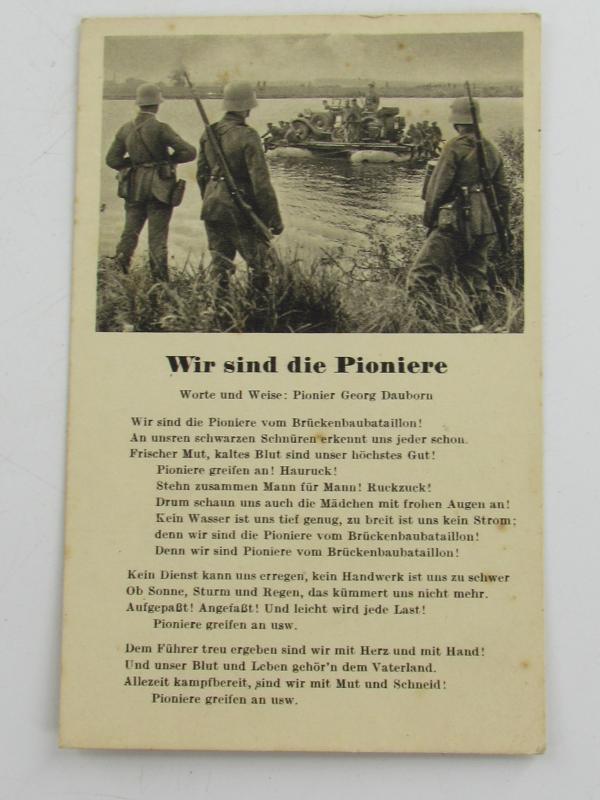 Wir sind die Pioniere
Worte und Weise: Pionier Georg Dauborn
Wir sind die Pioniere vom Brückenbaubataillon!
An unsren schwarzen Schnüren erkennt uns jeder schon.
Frischer Mut, kaltes Blut sind unser höchstes Gut!
Pioniere greifen an! Hauruck!
Stehn zusammen Mann für Mann! Ruckzuck!
Drum schaun uns auch die Mädchen mit frohen Augen an!
Kein Wasser ist uns tief genug, zu breit ist uns kein Strom;
denn wir sind die Pioniere vom Brückenbaubataillon!
Denn wir sind Pioniere vom Brückenbaubataillon!
Kein Dienst kann uns erregen, kein Handwerk ist uns zu schwer
Ob Sonne, Sturm und Regen, das kümmert uns nicht mehr.
Aufgepaßt! Angefaßt! Und leicht wird jede Last!
Pioniere greifen an usw.
Dem Führer treu ergeben sind wir mit Herz und mit Hand!
Und unser Blut und Leben gehör'n dem Vaterland.
Allezeit kampfbereit, sind wir mit Mut und Schneid!
Pioniere greifen an usw.